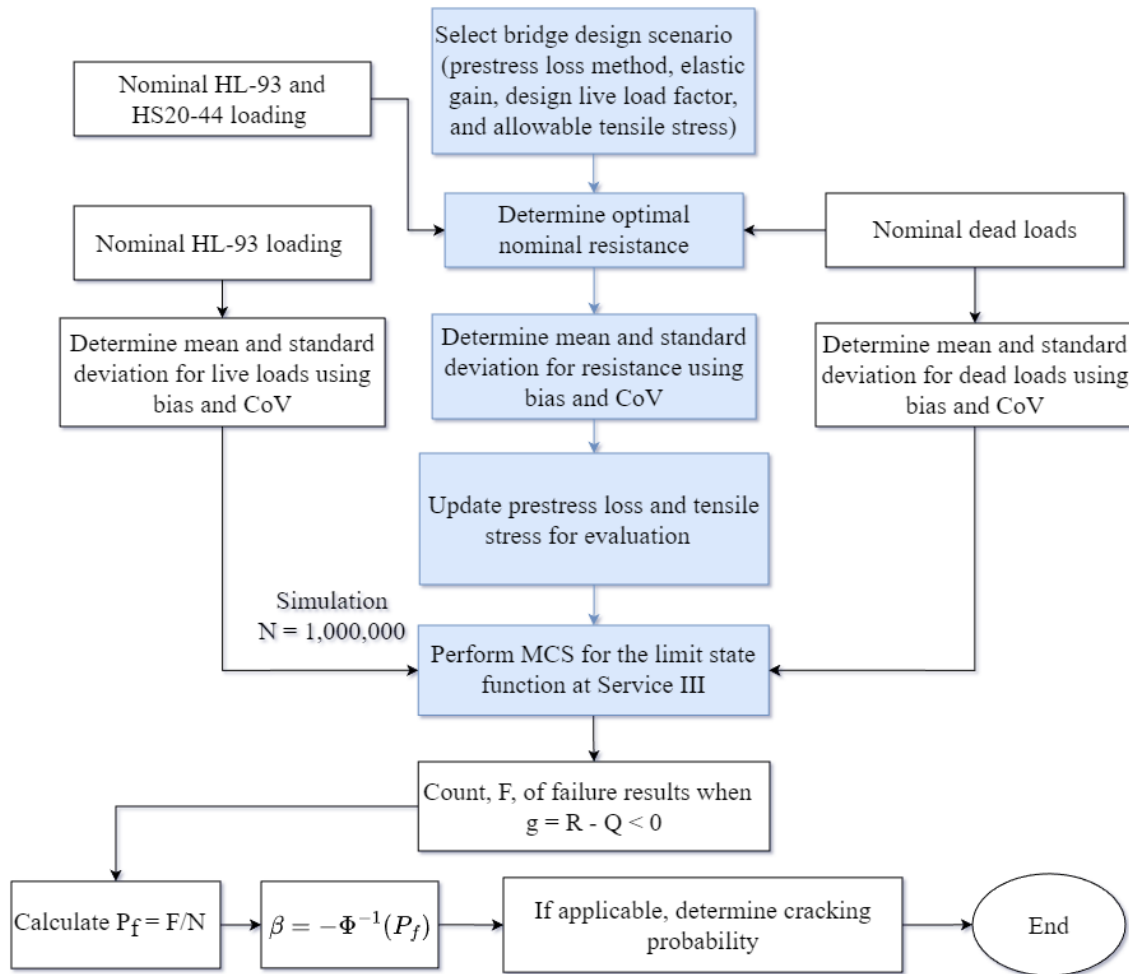 Select bridge design scenario
(prestress loss method, elastic
gain, design live load factor,
and allowable tensile stress)
Nominal HL-93 and
HS20-44 loading
Determine optimal
nominal resistance
Nominal HL-93 loading
Nominal dead loads
Determine mean and standard
deviation for live loads using
bias and CoV
Determine mean and standard
deviation for resistance using
bias and CoV
Determine mean and standard
deviation for dead loads using
bias and CoV
Update prestress loss and tensile
stress for evaluation
Simulation
N = 1,000,000
Perform MCS for the limit state
function at Service III
Count, F, of failure results when
g = R - Q < 0
Calculate Pf = F/N
β = −Φ⁻¹(Pf)
If applicable, determine cracking
probability
End